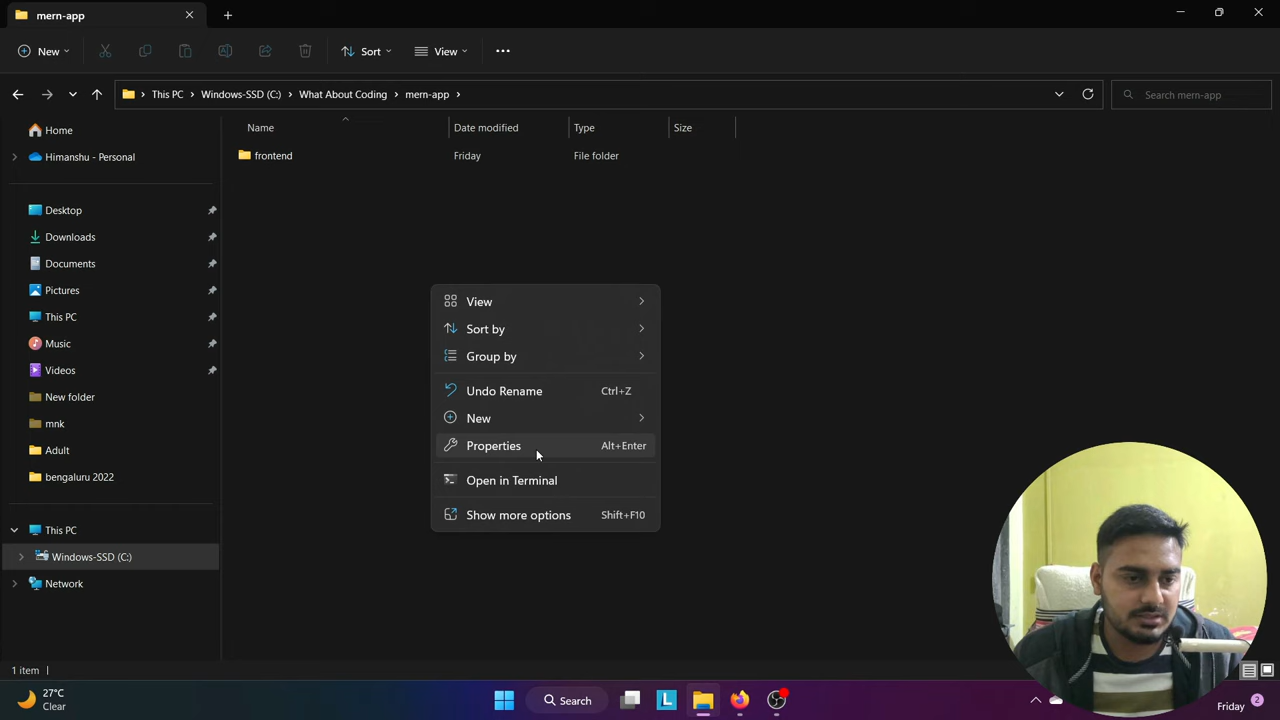 mern-app
New
Sort
View
This PC
Windows-SSD (C:)
What About Coding
mern-app
Search mern-app
Name
Date modified
Type
Size
frontend
Friday
File folder
Home
Himanshu - Personal
Desktop
Downloads
Documents
Pictures
This PC
Music
Videos
New folder
mnk
Adult
bengaluru 2022
This PC
Windows-SSD (C:)
Network
View
Sort by
Group by
Undo Rename Ctrl+Z
New
Properties Alt+Enter
Open in Terminal
Show more options Shift+F10
1 item
27°C
Clear
Search
L
Friday
2